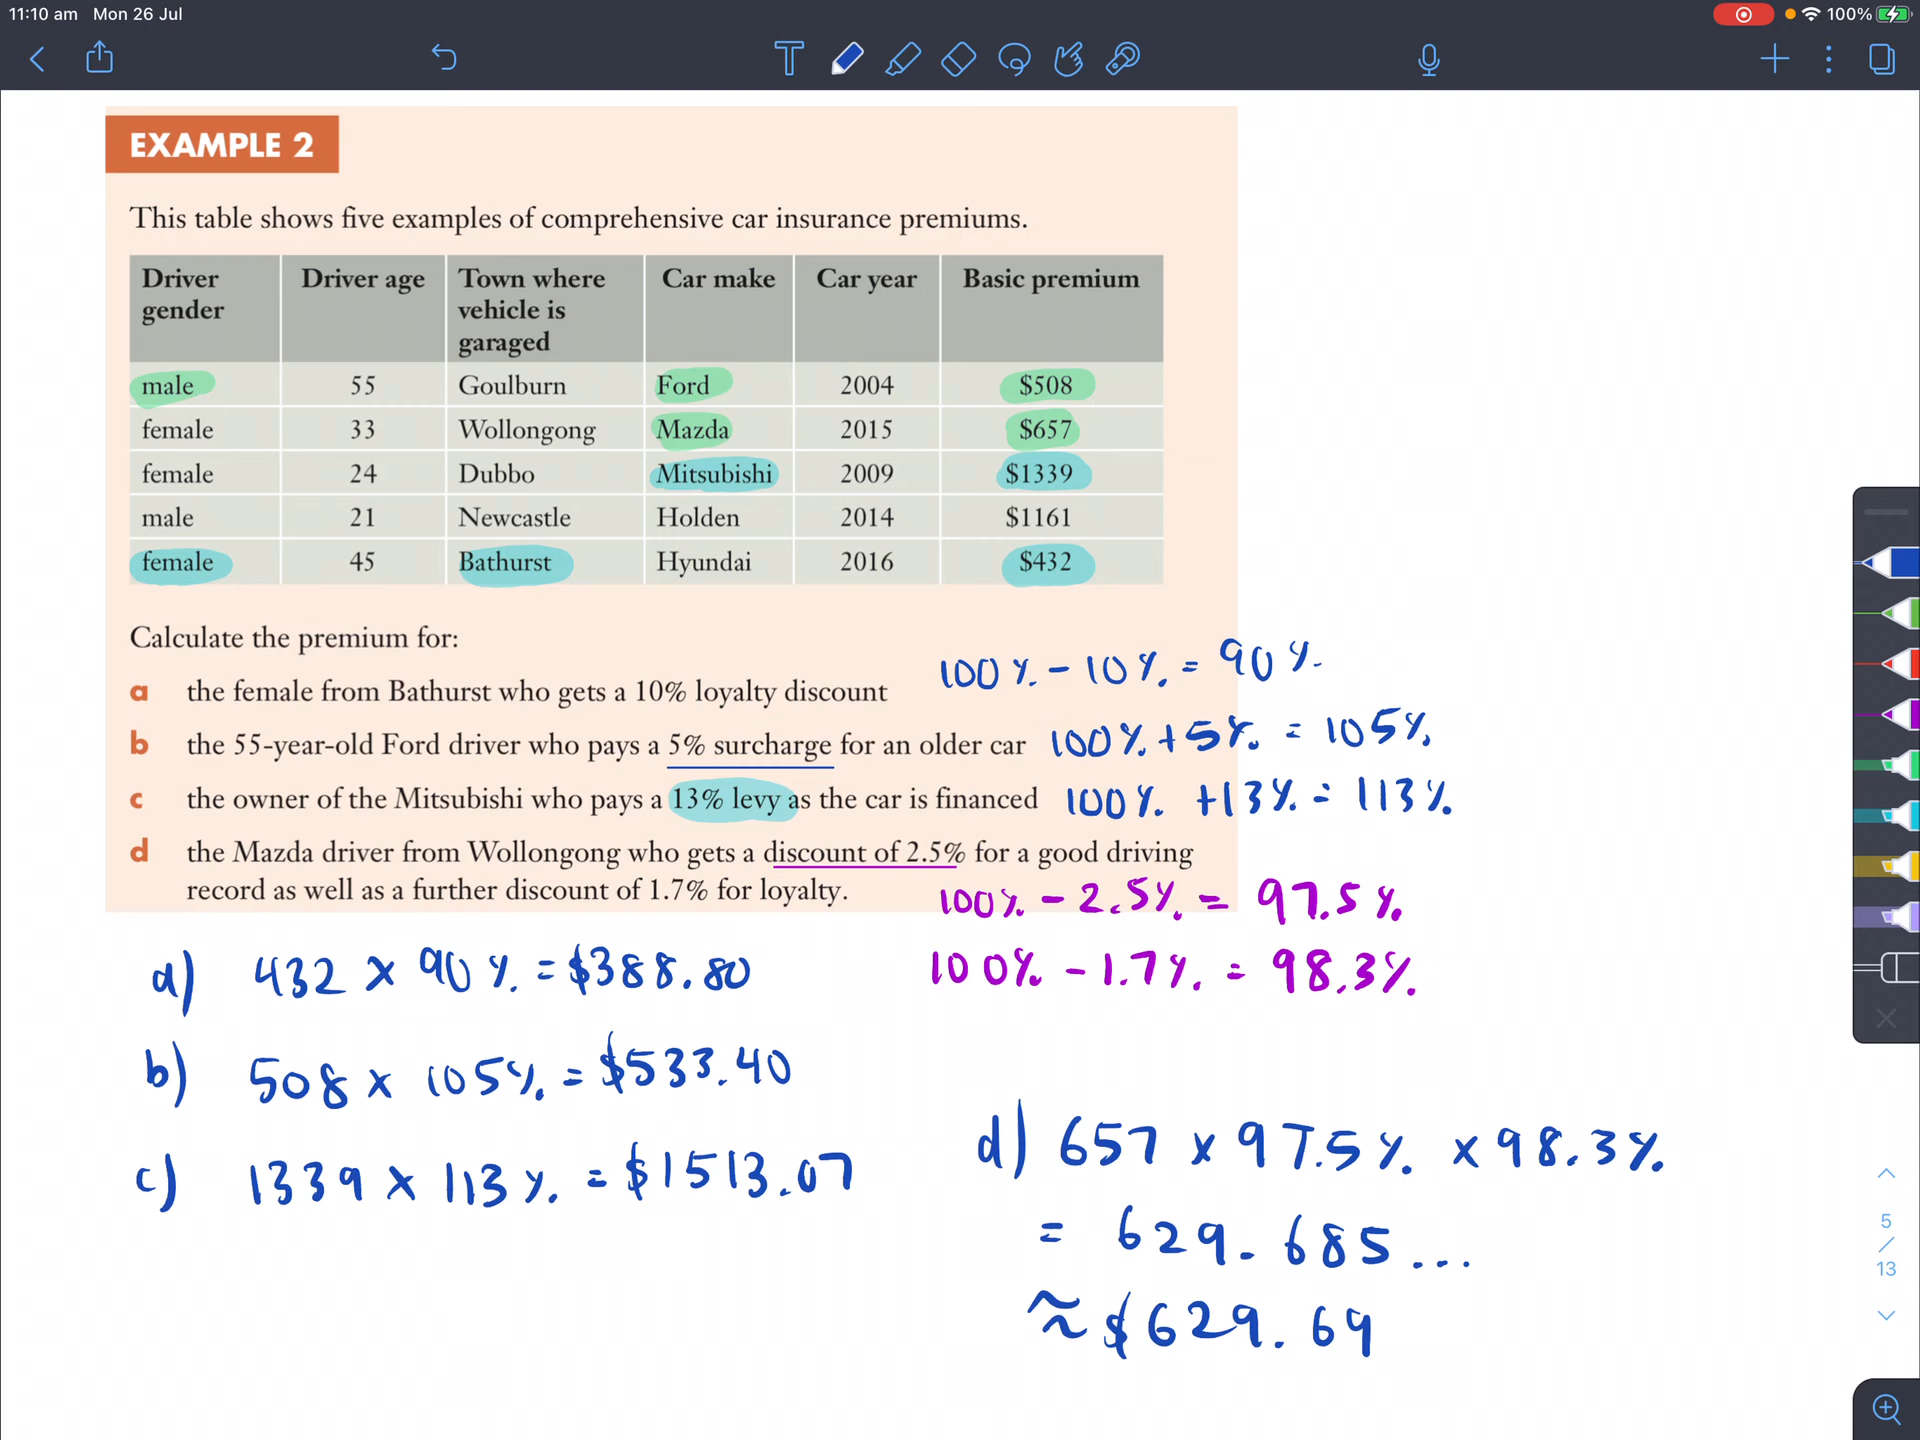 11:10 am Mon 26 Jul
100%
EXAMPLE 2
This table shows five examples of comprehensive car insurance premiums.
Driver gender Driver age Town where vehicle is garaged Car make Car year Basic premium
male 55 Goulburn Ford 2004 $508
female 33 Wollongong Mazda 2015 $657
female 24 Dubbo Mitsubishi 2009 $1339
male 21 Newcastle Holden 2014 $1161
female 45 Bathurst Hyundai 2016 $432
Calculate the premium for:
a the female from Bathurst who gets a 10% loyalty discount
100% - 10% = 90%
b the 55-year-old Ford driver who pays a 5% surcharge for an older car
100% + 5% = 105%
c the owner of the Mitsubishi who pays a 13% levy as the car is financed
100% + 13% = 113%
d the Mazda driver from Wollongong who gets a discount of 2.5% for a good driving
record as well as a further discount of 1.7% for loyalty.
100% - 2.5% = 97.5%
100% - 1.7% = 98.3%
a) 432 x 90% = $388.80
b) 508 x 105% = $533.40
c) 1339 x 113% = $1513.07
d) 657 x 97.5% x 98.3%
= 629.685...
≈ $629.69
5 / 13